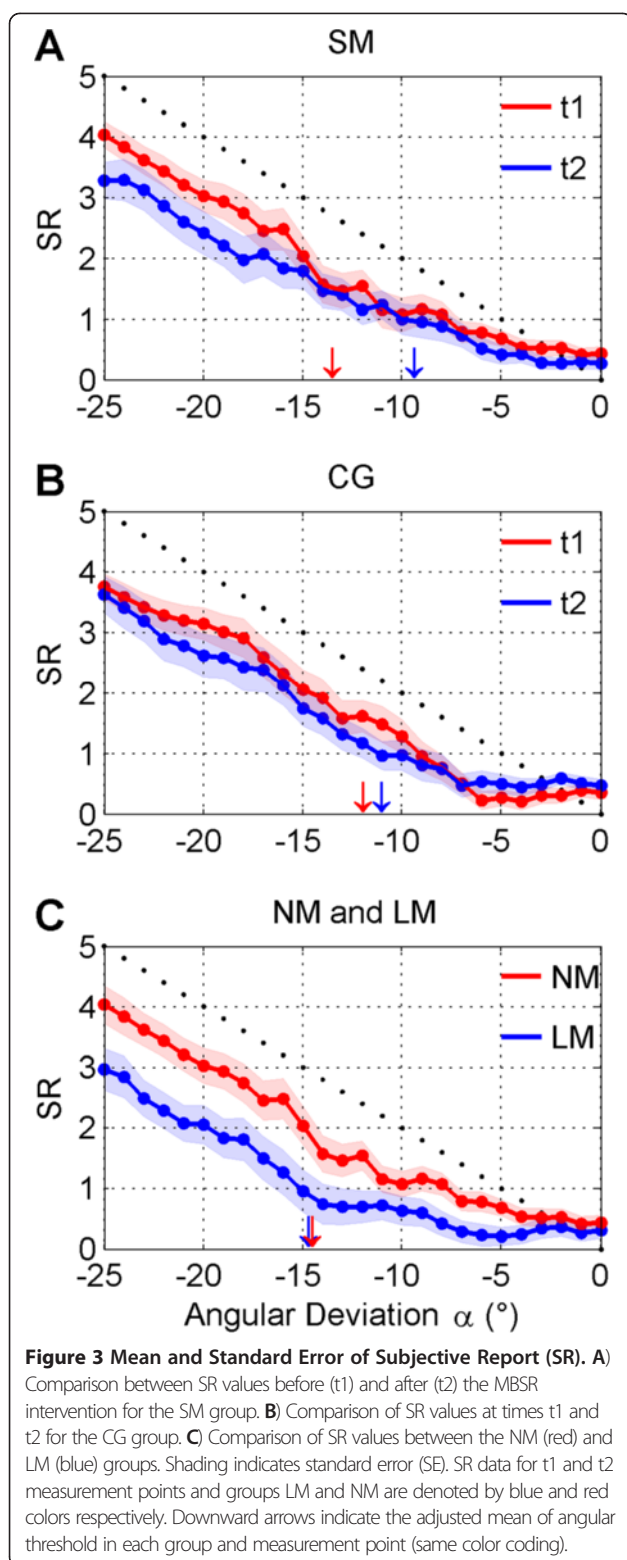 A
SM
5
4
3
2
1
0
SR
t1
t2
-25 -20 -15 -10 -5 0
B
CG
5
4
3
2
1
0
SR
t1
t2
-25 -20 -15 -10 -5 0
C
NM and LM
5
4
3
2
1
0
SR
NM
LM
-25 -20 -15 -10 -5 0
Angular Deviation α (°)
Figure 3 Mean and Standard Error of Subjective Report (SR). A)
Comparison between SR values before (t1) and after (t2) the MBSR
intervention for the SM group. B) Comparison of SR values at times t1 and
t2 for the CG group. C) Comparison of SR values between the NM (red) and
LM (blue) groups. Shading indicates standard error (SE). SR data for t1 and t2
measurement points and groups LM and NM are denoted by blue and red
colors respectively. Downward arrows indicate the adjusted mean of angular
threshold in each group and measurement point (same color coding).